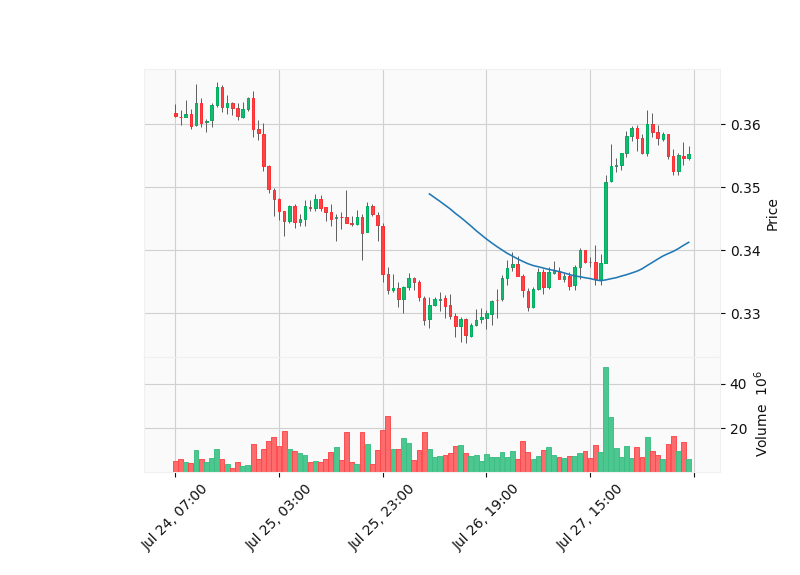 0.36
0.35
0.34
0.33
Price
40
20
Volume 10^6
Jul 24, 07:00
Jul 25, 03:00
Jul 25, 23:00
Jul 26, 19:00
Jul 27, 15:00